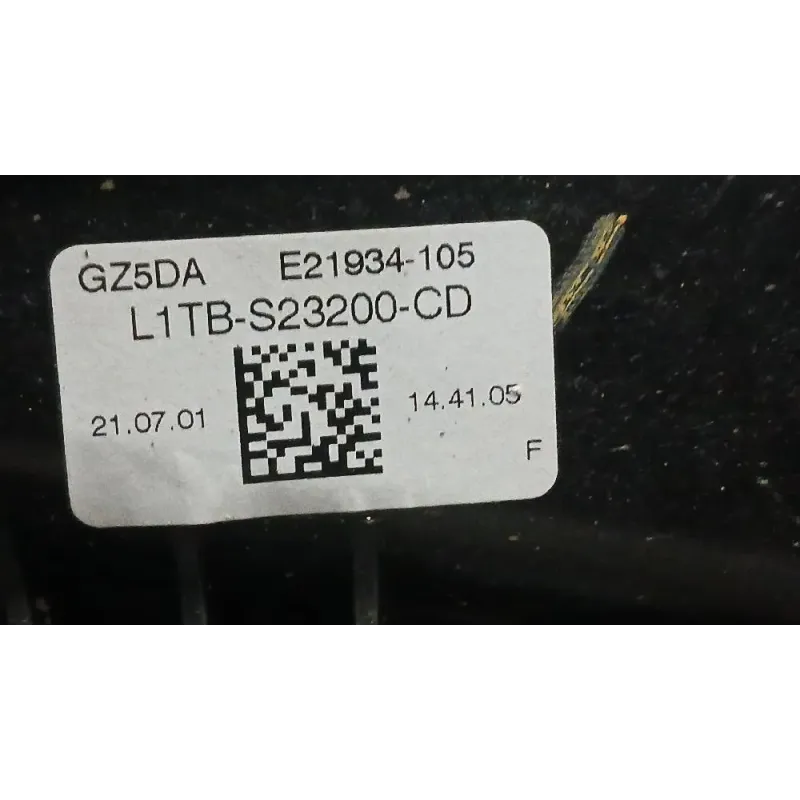 GZ5DA E21934-105
L1TB-S23200-CD
21.07.01 14.41.05
F